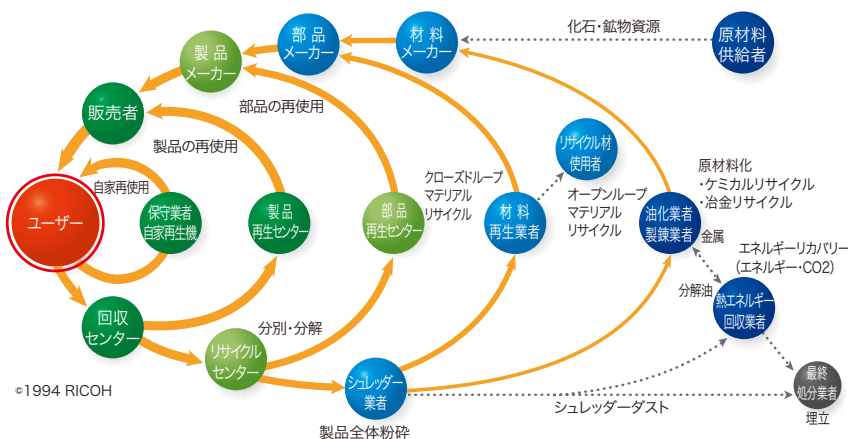 化石・鉱物資源
原材料
供給者
材 料
メーカー
部 品
メーカー
製 品
メーカー
販売者
部品の再使用
製品の再使用
自家再使用
ユーザー
保守業者
自家再生機
製 品
再生センター
部 品
再生センター
クローズドループ
マテリアル
リサイクル
材 料
再生業者
リサイクル材
使用者
オープンループ
マテリアル
リサイクル
油化業者
製錬業者
原材料化
・ケミカルリサイクル
・冶金リサイクル
金属
エネルギーリカバリー
（エネルギー・CO2）
分解油
熱エネルギー
回収業者
回収
センター
分別・分解
リサイクル
センター
シュレッダー
業者
製品全体粉砕
シュレッダーダスト
最終
処分業者
埋立
©1994 RICOH